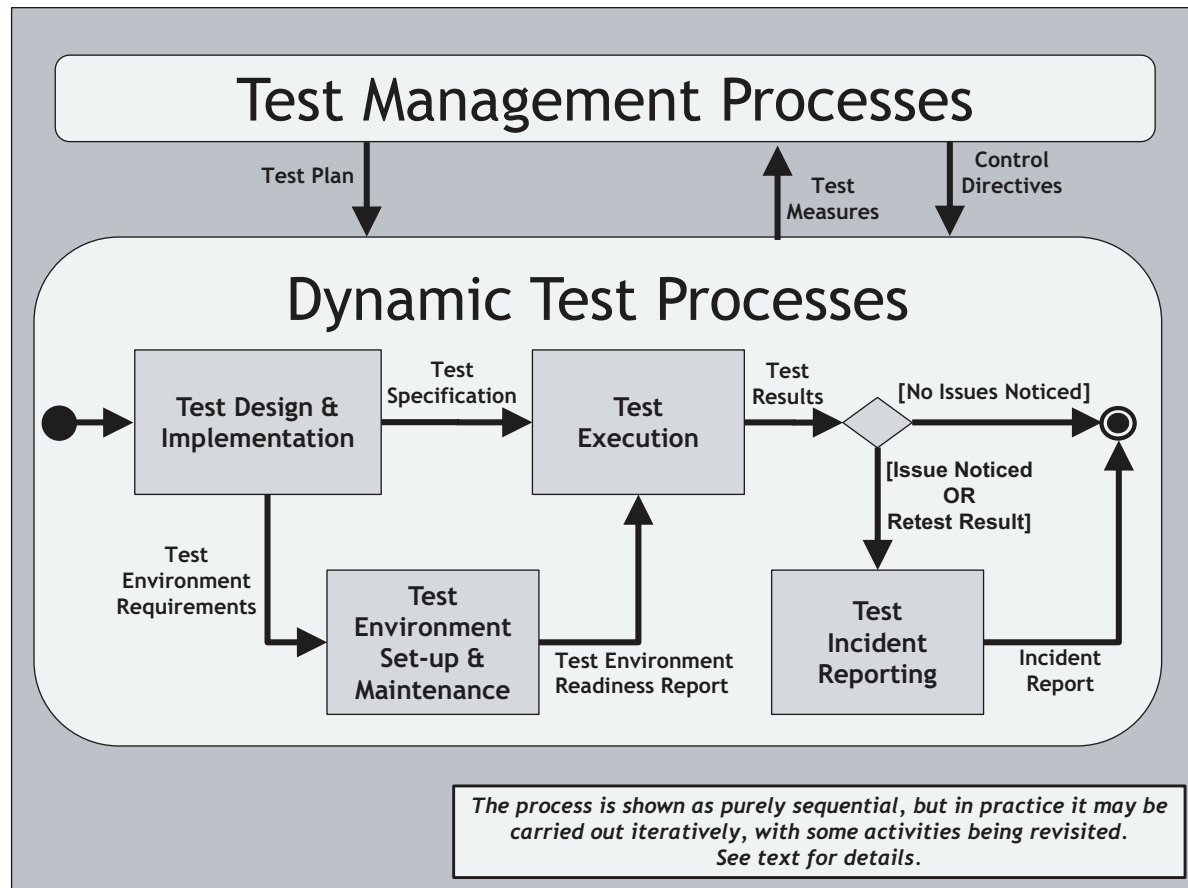 Test Management Processes
Test Plan
Test
Measures
Control
Directives
Dynamic Test Processes
Test Design &
Implementation
Test
Specification
Test
Execution
Test
Results
[No Issues Noticed]
[Issue Noticed
OR
Retest Result]
Test
Environment
Requirements
Test
Environment
Set-up &
Maintenance
Test Environment
Readiness Report
Test
Incident
Reporting
Incident
Report
The process is shown as purely sequential, but in practice it may be
carried out iteratively, with some activities being revisited.
See text for details.